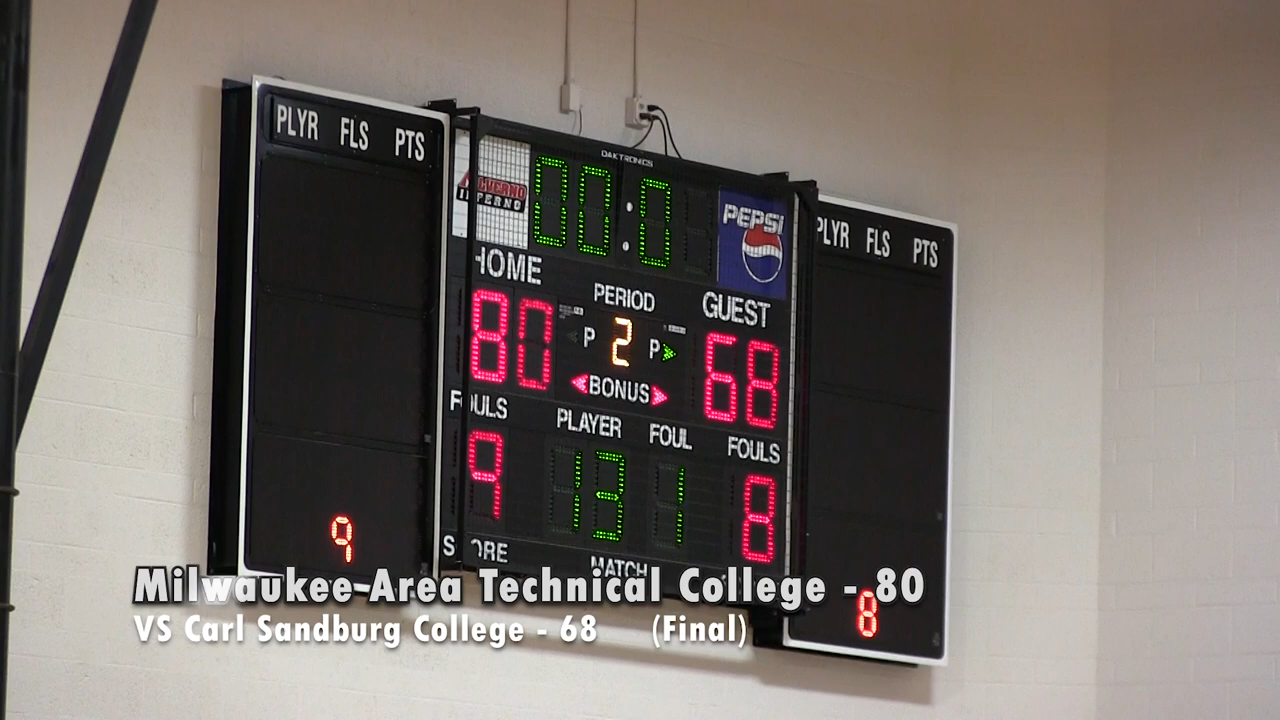 PLYR FLS PTS
DAKTRONICS
ALVERNO
INFERNO
00:0
PEPSI
PLYR FLS PTS
HOME
PERIOD
GUEST
80
P 2 P
68
BONUS
FOULS
PLAYER FOUL
FOULS
9
13 1
8
9
SCORE
MATCH
Milwaukee Area Technical College - 80
8
VS Carl Sandburg College - 68 (Final)